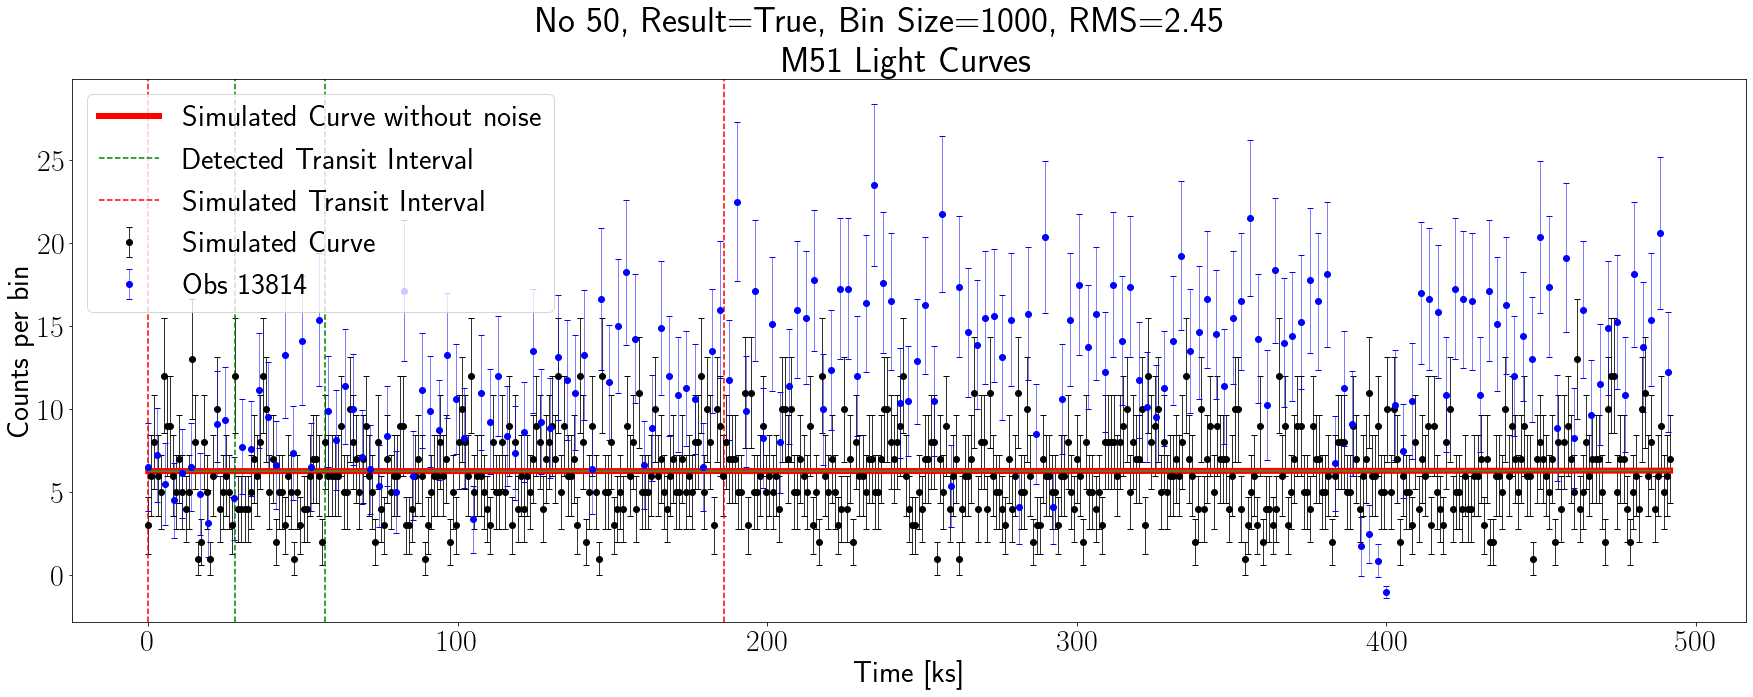 No 50, Result=True, Bin Size=1000, RMS=2.45
M51 Light Curves
Simulated Curve without noise
Detected Transit Interval
Simulated Transit Interval
Simulated Curve
Obs 13814
Counts per bin
25
20
15
10
5
0
0 100 200 300 400 500
Time [ks]